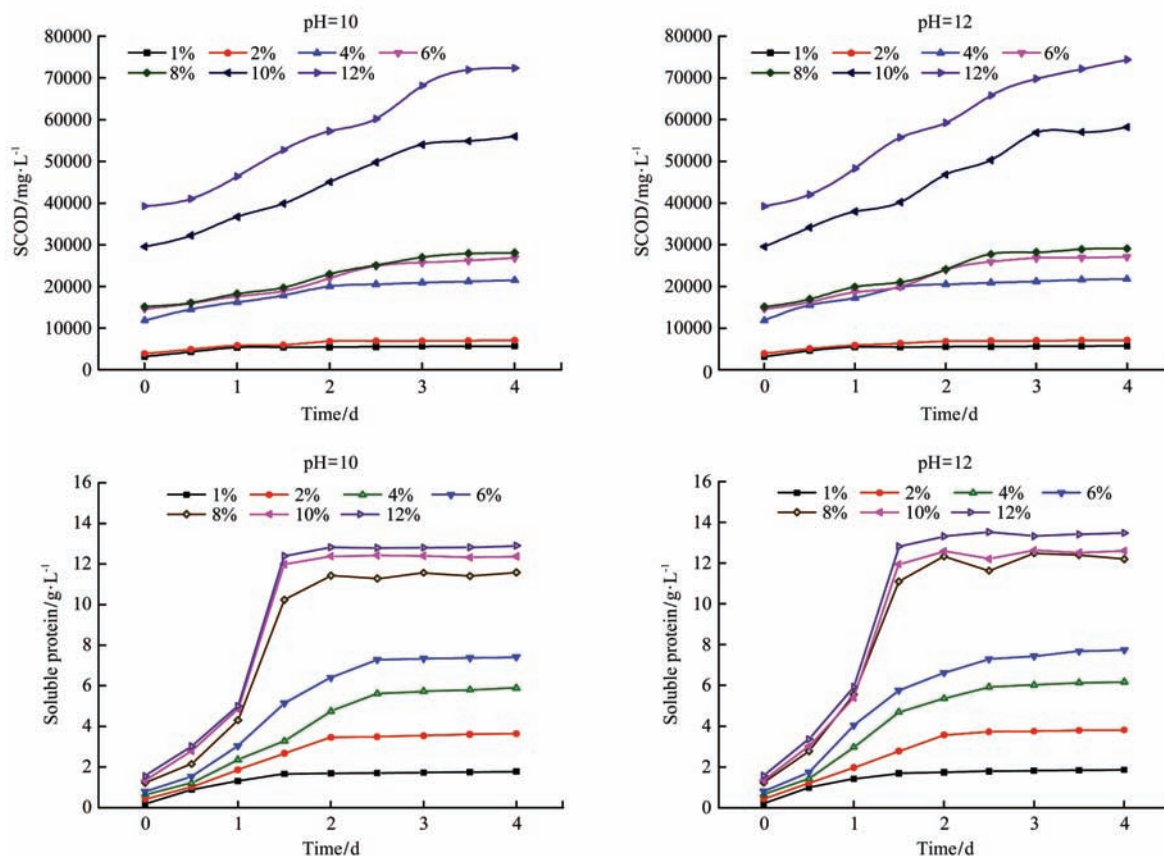 pH=10
80000
70000
60000
50000
40000
30000
20000
10000
0
SCOD/mg·L⁻¹
1% 2% 4% 6%
8% 10% 12%
0 1 2 3 4
Time/d
pH=12
80000
70000
60000
50000
40000
30000
20000
10000
0
SCOD/mg·L⁻¹
1% 2% 4% 6%
8% 10% 12%
0 1 2 3 4
Time/d
pH=10
16
14
12
10
8
6
4
2
0
Soluble protein/g·L⁻¹
1% 2% 4% 6%
8% 10% 12%
0 1 2 3 4
Time/d
pH=12
16
14
12
10
8
6
4
2
0
Soluble protein/g·L⁻¹
1% 2% 4% 6%
8% 10% 12%
0 1 2 3 4
Time/d